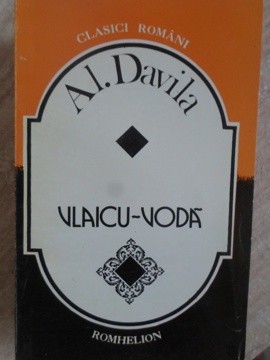 CLASICI ROMÂNI
Al. Davila
VLAICU-VODĂ
ROMHELION